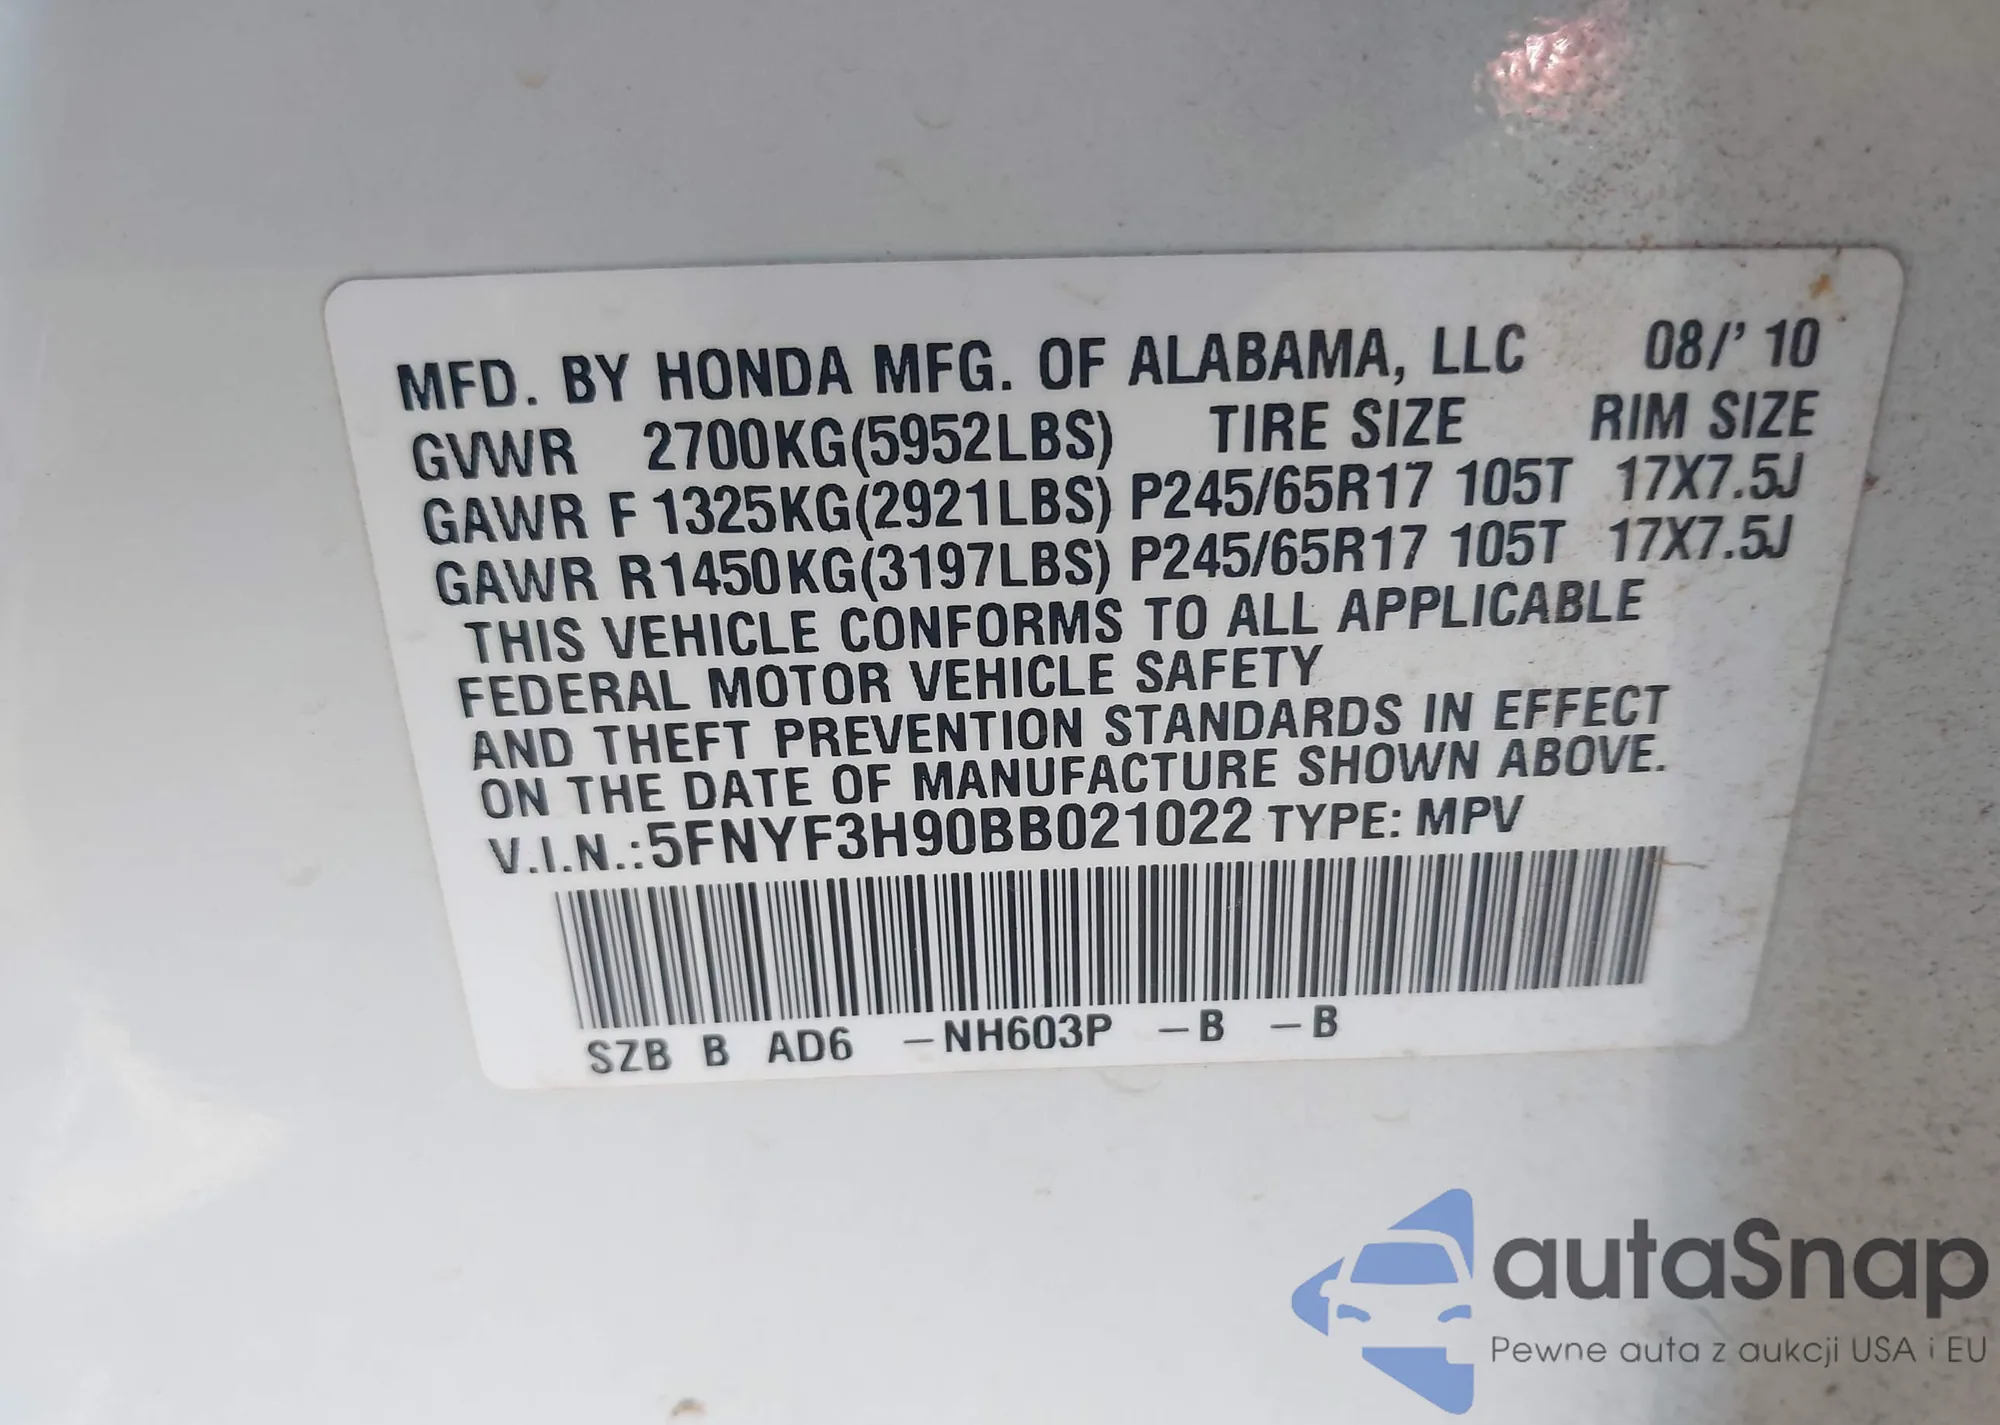 MFD. BY HONDA MFG. OF ALABAMA, LLC 08/'10
GVWR 2700KG(5952LBS) TIRE SIZE RIM SIZE
GAWR F 1325KG(2921LBS) P245/65R17 105T 17X7.5J
GAWR R1450KG(3197LBS) P245/65R17 105T 17X7.5J
THIS VEHICLE CONFORMS TO ALL APPLICABLE
FEDERAL MOTOR VEHICLE SAFETY
AND THEFT PREVENTION STANDARDS IN EFFECT
ON THE DATE OF MANUFACTURE SHOWN ABOVE.
V.I.N.:5FNYF3H90BB021022 TYPE: MPV
SZB B AD6 –NH603P –B –B
autaSnap
Pewne auta z aukcji USA i EU